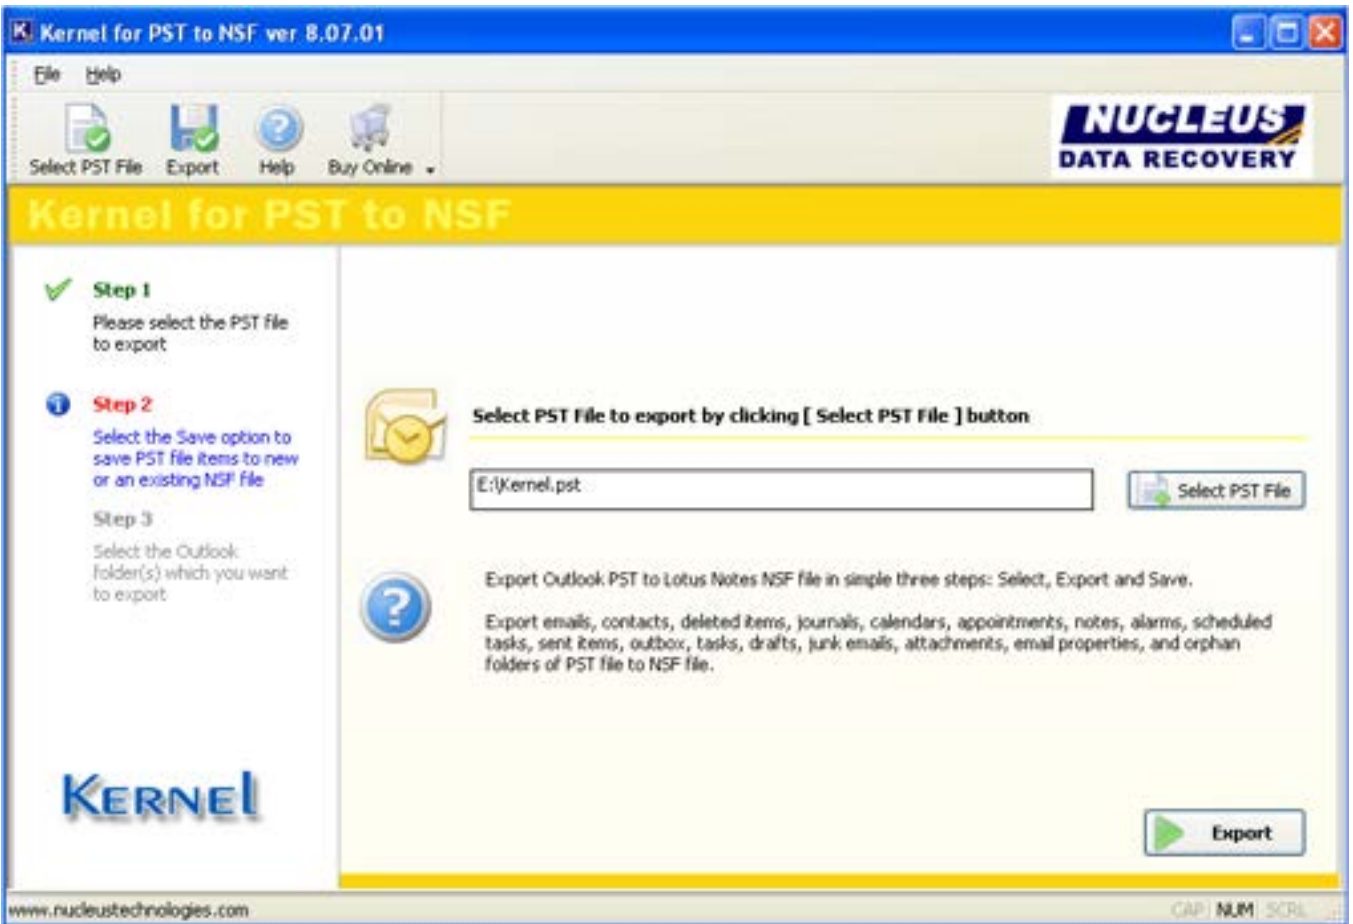 Kernel for PST to NSF ver 8.07.01
File Help
Select PST File Export Help Buy Online
NUCLEUS
DATA RECOVERY
Kernel for PST to NSF
Step 1
Please select the PST file
to export
Step 2
Select the Save option to
save PST file items to new
or an existing NSF file
Step 3
Select the Outlook
folder(s) which you want
to export
KERNEl
Select PST File to export by clicking [ Select PST File ] button
E:\Kernel.pst
Select PST File
Export Outlook PST to Lotus Notes NSF file in simple three steps: Select, Export and Save.
Export emails, contacts, deleted items, journals, calendars, appointments, notes, alarms, scheduled
tasks, sent items, outbox, tasks, drafts, junk emails, attachments, email properties, and orphan
folders of PST file to NSF file.
Export
www.nucleustechnologies.com
CAP NUM SCRL